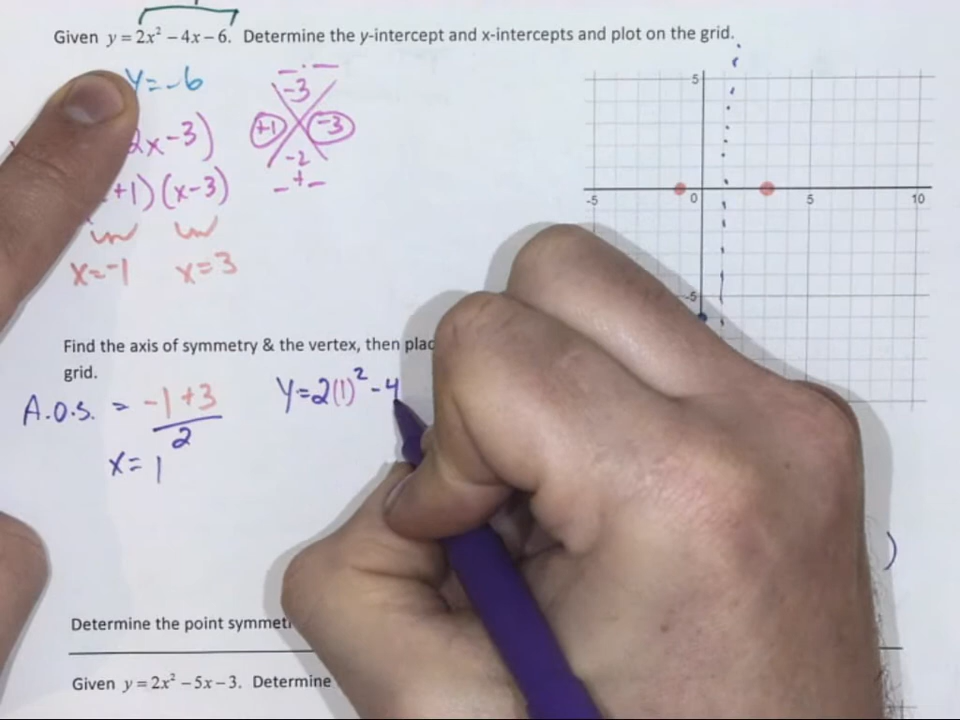 Given y = 2x² − 4x − 6. Determine the y-intercept and x-intercepts and plot on the grid.
y=-6
2x-3)
+1)(x-3)
x=-1 x=3
-3
+1 -3
-2
+
5
-5 0 5 10
-5
Find the axis of symmetry & the vertex, then
grid.
A.O.S. = -1+3
2
x=1
y=2(1)²-4
)
Determine the point
Given y = 2x² − 5x − 3. Determine